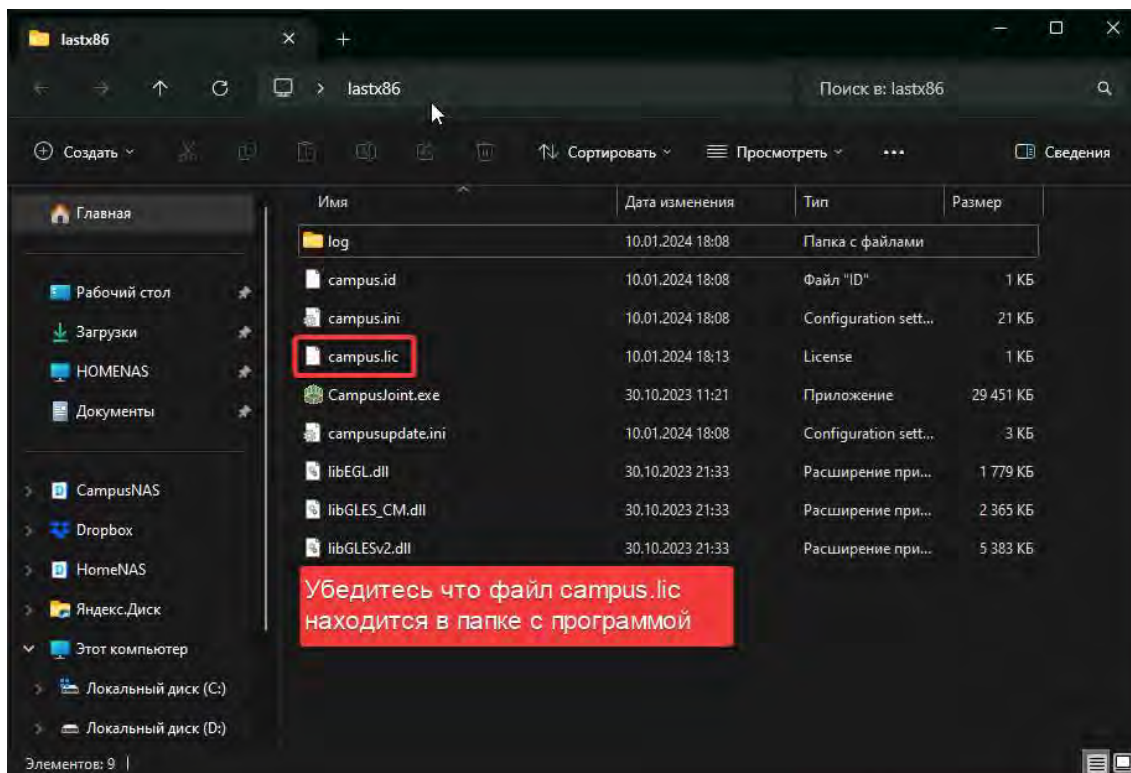 lastx86
lastx86
Поиск в: lastx86
Создать
Сортировать
Просмотреть
Сведения
Имя
Дата изменения
Тип
Размер
Главная
Рабочий стол
Загрузки
HOMENAS
Документы
CampusNAS
Dropbox
HomeNAS
Яндекс.Диск
Этот компьютер
Локальный диск (C:)
Локальный диск (D:)
log 10.01.2024 18:08 Папка с файлами
campus.id 10.01.2024 18:08 Файл "ID" 1 КБ
campus.ini 10.01.2024 18:08 Configuration sett... 21 КБ
campus.lic 10.01.2024 18:13 License 1 КБ
CampusJoint.exe 30.10.2023 11:21 Приложение 29 451 КБ
campusupdate.ini 10.01.2024 18:08 Configuration sett... 3 КБ
libEGL.dll 30.10.2023 21:33 Расширение при... 1 779 КБ
libGLES_CM.dll 30.10.2023 21:33 Расширение при... 2 365 КБ
libGLESv2.dll 30.10.2023 21:33 Расширение при... 5 383 КБ
Убедитесь что файл campus.lic
находится в папке с программой
Элементов: 9